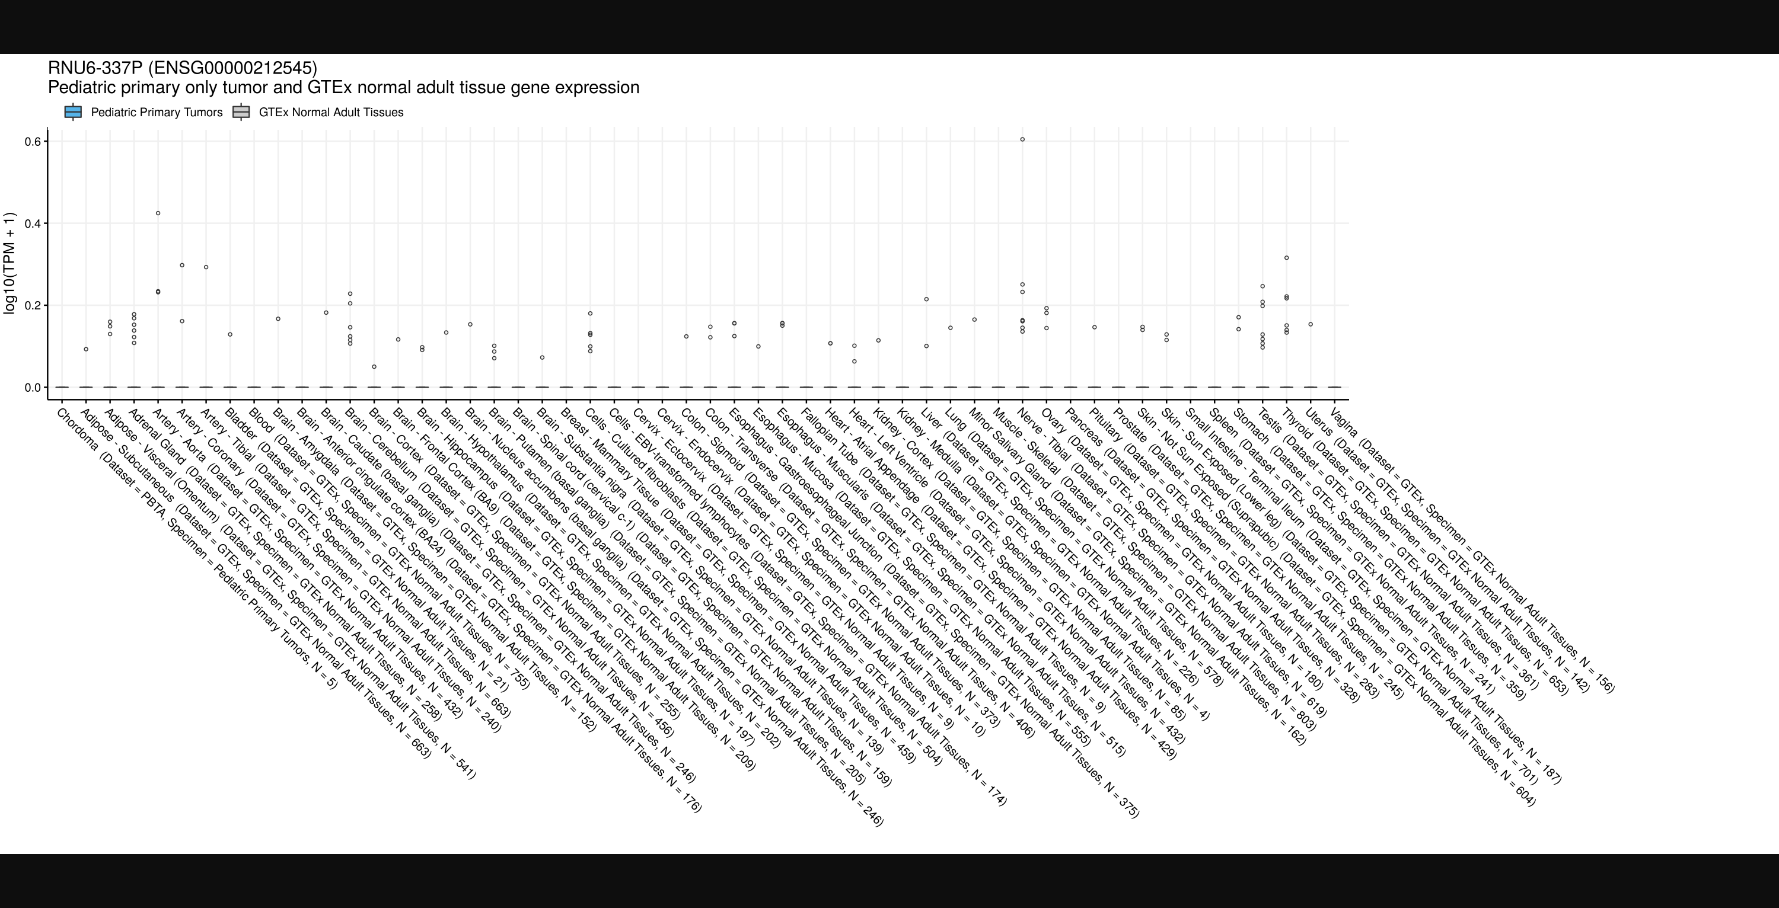 RNU6-337P (ENSG00000212545)
Pediatric primary only tumor and GTEx normal adult tissue gene expression
Pediatric Primary Tumors
GTEx Normal Adult Tissues
log10(TPM + 1)
0.6
0.4
0.2
0.0
Chordoma (Dataset = PBTA, Specimen = Pediatric Primary Tumors, N = 5)
Adipose - Subcutaneous (Dataset = GTEx, Specimen = GTEx Normal Adult Tissues, N = 663)
Adipose - Visceral (Omentum) (Dataset = GTEx, Specimen = GTEx Normal Adult Tissues, N = 541)
Adrenal Gland (Dataset = GTEx, Specimen = GTEx Normal Adult Tissues, N = 258)
Artery - Aorta (Dataset = GTEx, Specimen = GTEx Normal Adult Tissues, N = 432)
Artery - Coronary (Dataset = GTEx, Specimen = GTEx Normal Adult Tissues, N = 240)
Artery - Tibial (Dataset = GTEx, Specimen = GTEx Normal Adult Tissues, N = 663)
Bladder (Dataset = GTEx, Specimen = GTEx Normal Adult Tissues, N = 21)
Blood (Dataset = GTEx, Specimen = GTEx Normal Adult Tissues, N = 755)
Brain - Amygdala (Dataset = GTEx, Specimen = GTEx Normal Adult Tissues, N = 152)
Brain - Anterior cingulate cortex (BA24) (Dataset = GTEx, Specimen = GTEx Normal Adult Tissues, N = 176)
Brain - Caudate (basal ganglia) (Dataset = GTEx, Specimen = GTEx Normal Adult Tissues, N = 246)
Brain - Cerebellum (Dataset = GTEx, Specimen = GTEx Normal Adult Tissues, N = 456)
Brain - Cortex (Dataset = GTEx, Specimen = GTEx Normal Adult Tissues, N = 255)
Brain - Frontal Cortex (BA9) (Dataset = GTEx, Specimen = GTEx Normal Adult Tissues, N = 209)
Brain - Hippocampus (Dataset = GTEx, Specimen = GTEx Normal Adult Tissues, N = 197)
Brain - Hypothalamus (Dataset = GTEx, Specimen = GTEx Normal Adult Tissues, N = 202)
Brain - Nucleus accumbens (basal ganglia) (Dataset = GTEx, Specimen = GTEx Normal Adult Tissues, N = 246)
Brain - Putamen (basal ganglia) (Dataset = GTEx, Specimen = GTEx Normal Adult Tissues, N = 205)
Brain - Spinal cord (cervical c-1) (Dataset = GTEx, Specimen = GTEx Normal Adult Tissues, N = 159)
Brain - Substantia nigra (Dataset = GTEx, Specimen = GTEx Normal Adult Tissues, N = 139)
Breast - Mammary Tissue (Dataset = GTEx, Specimen = GTEx Normal Adult Tissues, N = 459)
Cells - Cultured fibroblasts (Dataset = GTEx, Specimen = GTEx Normal Adult Tissues, N = 504)
Cells - EBV-transformed lymphocytes (Dataset = GTEx, Specimen = GTEx Normal Adult Tissues, N = 174)
Cervix - Ectocervix (Dataset = GTEx, Specimen = GTEx Normal Adult Tissues, N = 9)
Cervix - Endocervix (Dataset = GTEx, Specimen = GTEx Normal Adult Tissues, N = 10)
Colon - Sigmoid (Dataset = GTEx, Specimen = GTEx Normal Adult Tissues, N = 373)
Colon - Transverse (Dataset = GTEx, Specimen = GTEx Normal Adult Tissues, N = 406)
Esophagus - Gastroesophageal Junction (Dataset = GTEx, Specimen = GTEx Normal Adult Tissues, N = 375)
Esophagus - Mucosa (Dataset = GTEx, Specimen = GTEx Normal Adult Tissues, N = 555)
Esophagus - Muscularis (Dataset = GTEx, Specimen = GTEx Normal Adult Tissues, N = 515)
Fallopian Tube (Dataset = GTEx, Specimen = GTEx Normal Adult Tissues, N = 9)
Heart - Atrial Appendage (Dataset = GTEx, Specimen = GTEx Normal Adult Tissues, N = 429)
Heart - Left Ventricle (Dataset = GTEx, Specimen = GTEx Normal Adult Tissues, N = 432)
Kidney - Cortex (Dataset = GTEx, Specimen = GTEx Normal Adult Tissues, N = 85)
Kidney - Medulla (Dataset = GTEx, Specimen = GTEx Normal Adult Tissues, N = 4)
Liver (Dataset = GTEx, Specimen = GTEx Normal Adult Tissues, N = 226)
Lung (Dataset = GTEx, Specimen = GTEx Normal Adult Tissues, N = 578)
Minor Salivary Gland (Dataset = GTEx, Specimen = GTEx Normal Adult Tissues, N = 162)
Muscle - Skeletal (Dataset = GTEx, Specimen = GTEx Normal Adult Tissues, N = 803)
Nerve - Tibial (Dataset = GTEx, Specimen = GTEx Normal Adult Tissues, N = 619)
Ovary (Dataset = GTEx, Specimen = GTEx Normal Adult Tissues, N = 180)
Pancreas (Dataset = GTEx, Specimen = GTEx Normal Adult Tissues, N = 328)
Pituitary (Dataset = GTEx, Specimen = GTEx Normal Adult Tissues, N = 283)
Prostate (Dataset = GTEx, Specimen = GTEx Normal Adult Tissues, N = 245)
Skin - Not Sun Exposed (Suprapubic) (Dataset = GTEx, Specimen = GTEx Normal Adult Tissues, N = 604)
Skin - Sun Exposed (Lower leg) (Dataset = GTEx, Specimen = GTEx Normal Adult Tissues, N = 701)
Small Intestine - Terminal Ileum (Dataset = GTEx, Specimen = GTEx Normal Adult Tissues, N = 187)
Spleen (Dataset = GTEx, Specimen = GTEx Normal Adult Tissues, N = 241)
Stomach (Dataset = GTEx, Specimen = GTEx Normal Adult Tissues, N = 359)
Testis (Dataset = GTEx, Specimen = GTEx Normal Adult Tissues, N = 361)
Thyroid (Dataset = GTEx, Specimen = GTEx Normal Adult Tissues, N = 653)
Uterus (Dataset = GTEx, Specimen = GTEx Normal Adult Tissues, N = 142)
Vagina (Dataset = GTEx, Specimen = GTEx Normal Adult Tissues, N = 156)